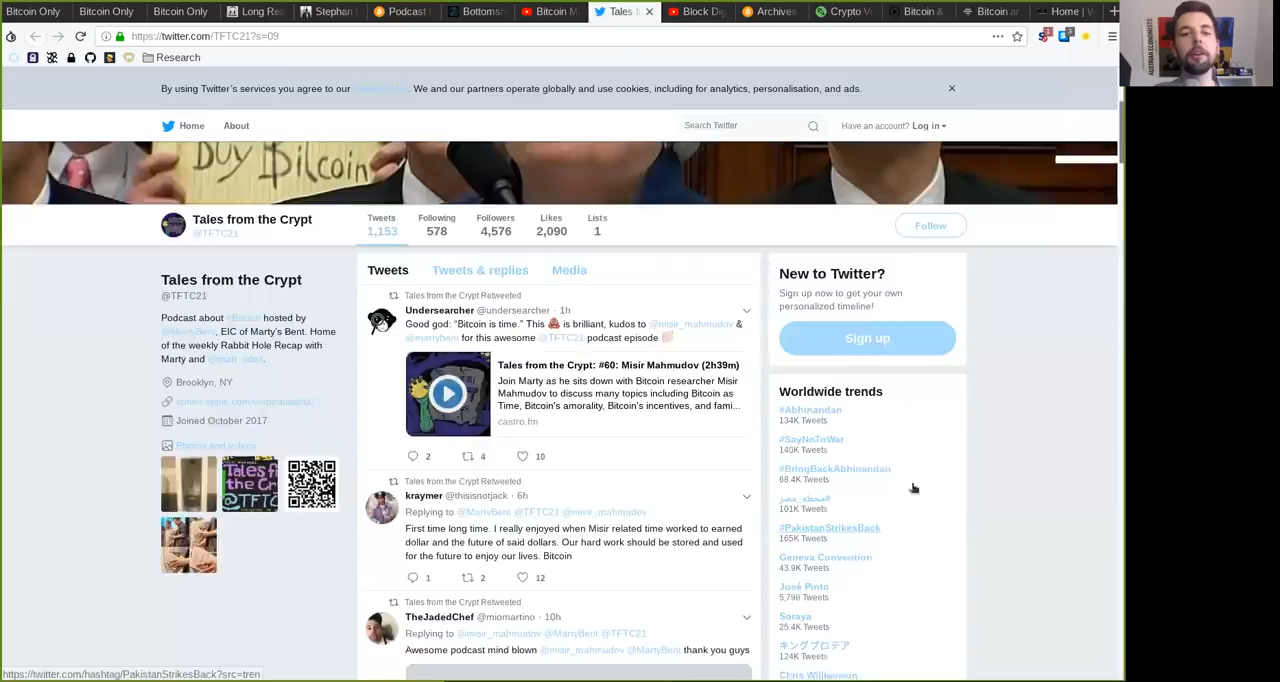 Bitcoin Only
Bitcoin Only
Bitcoin Only
Long Re
Stephan
Podcast
Bottomsh
Bitcoin M
Tales f
Block Dig
Archives
Crypto V
Bitcoin &
Bitcoin an
Home | W
https://twitter.com/TFTC21?s=09
Research
By using Twitter's services you agree to our
. We and our partners operate globally and use cookies, including for analytics, personalisation, and ads.
Home
About
Search Twitter
Have an account? Log in
BUY Bitcoin
AUSTRIAN ECONOMISTS
Tales from the Crypt
@TFTC21
Tweets
1,153
Following
578
Followers
4,576
Likes
2,090
Lists
1
Follow
Tales from the Crypt
@TFTC21
Podcast about #Bitcoin hosted by
@MartyBent, EIC of Marty's Bent. Home
of the weekly Rabbit Hole Recap with
Marty and @matt_odell.
Brooklyn, NY
Joined October 2017
Photos and videos
Tales f
the Cr
@TFTC
Tweets
Tweets & replies
Media
Tales from the Crypt Retweeted
Undersearcher @undersearcher · 1h
Good god: "Bitcoin is time." This 💩 is brilliant, kudos to @misir_mahmudov &
@martybent for this awesome @TFTC21 podcast episode
Tales from the Crypt: #60: Misir Mahmudov (2h39m)
Join Marty as he sits down with Bitcoin researcher Misir
Mahmudov to discuss many topics including Bitcoin as
Time, Bitcoin's amorality, Bitcoin's incentives, and fami...
castro.fm
2
4
10
Tales from the Crypt Retweeted
kraymer @thisisnotjack · 6h
Replying to @MartyBent @TFTC21 @misir_mahmudov
First time long time. I really enjoyed when Misir related time worked to earned
dollar and the future of said dollars. Our hard work should be stored and used
for the future to enjoy our lives. Bitcoin
1
2
12
Tales from the Crypt Retweeted
TheJadedChef @miomartino · 10h
Replying to @misir_mahmudov @MartyBent @TFTC21
Awesome podcast mind blown @misir_mahmudov @MartyBent thank you guys
New to Twitter?
Sign up now to get your own
personalized timeline!
Sign up
Worldwide trends
#Abhinandan
134K Tweets
#SayNoToWar
140K Tweets
#BringBackAbhinandan
68.4K Tweets
#محطه_مصر
101K Tweets
#PakistanStrikesBack
165K Tweets
Geneva Convention
43.9K Tweets
José Pinto
5,798 Tweets
Soraya
25.4K Tweets
キングプロテア
124K Tweets
Chris Williamson
https://twitter.com/hashtag/PakistanStrikesBack?src=tren